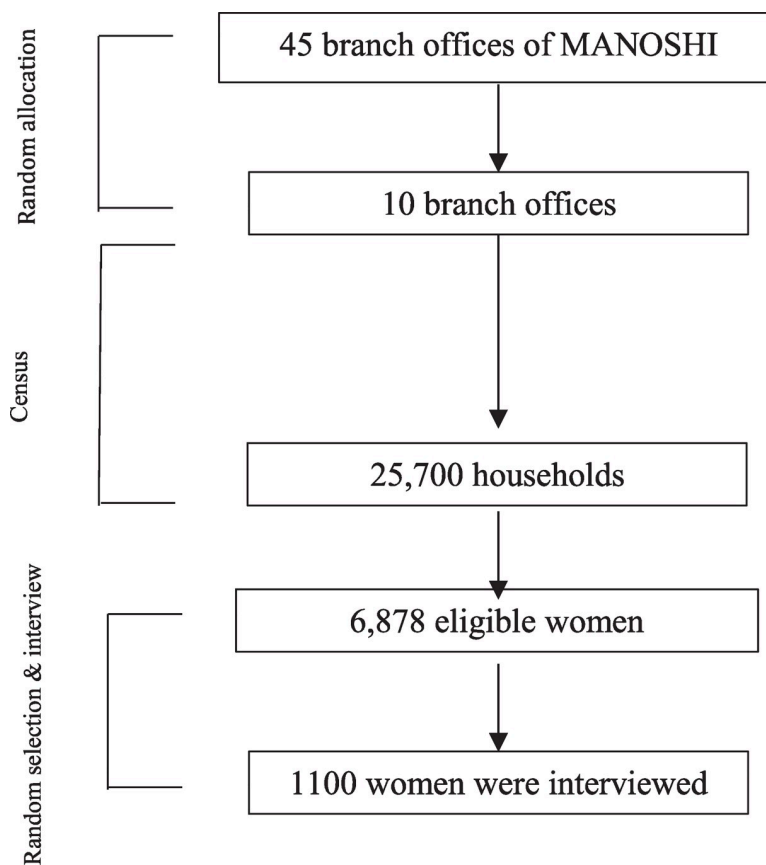 Random allocation
45 branch offices of MANOSHI
10 branch offices
Census
25,700 households
Random selection & interview
6,878 eligible women
1100 women were interviewed